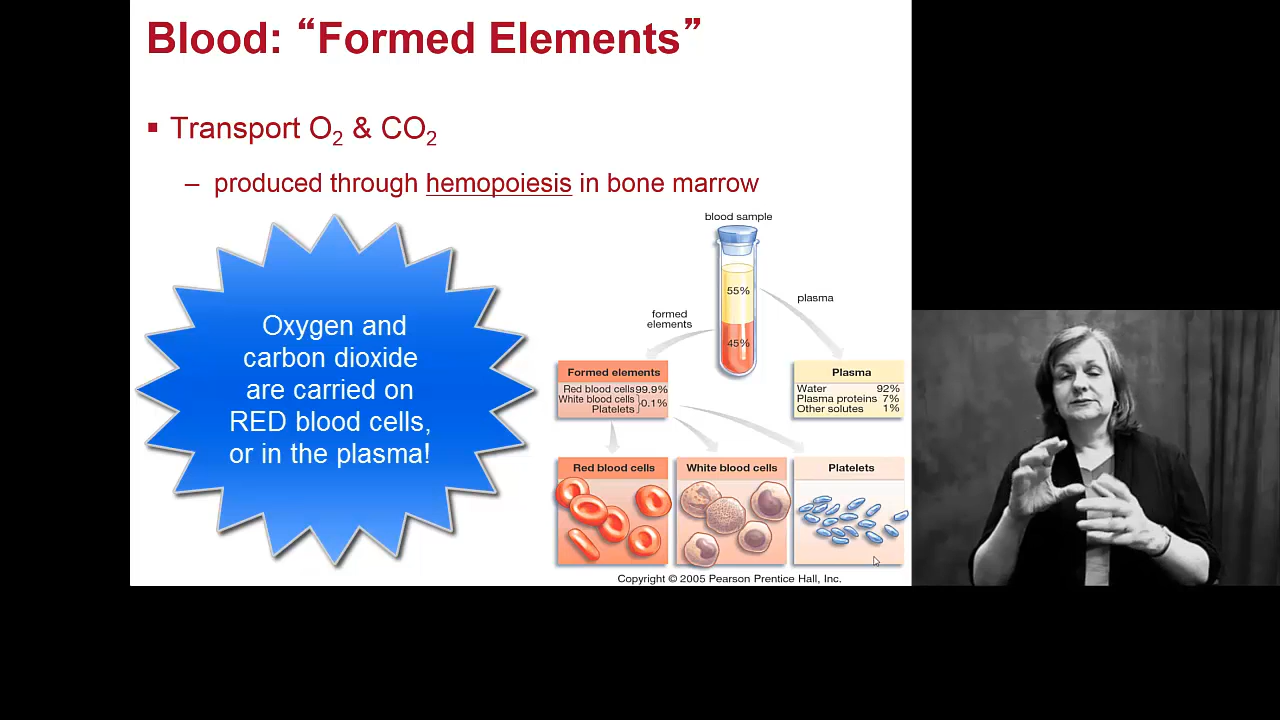 Blood: “Formed Elements”
▪ Transport O₂ & CO₂
– produced through hemopoiesis in bone marrow
Oxygen and
carbon dioxide
are carried on
RED blood cells,
or in the plasma!
blood sample
55%
plasma
formed
elements
45%
Formed elements
Red blood cells 99.9%
White blood cells
Platelets
0.1%
Plasma
Water 92%
Plasma proteins 7%
Other solutes 1%
Red blood cells
White blood cells
Platelets
Copyright © 2005 Pearson Prentice Hall, Inc.